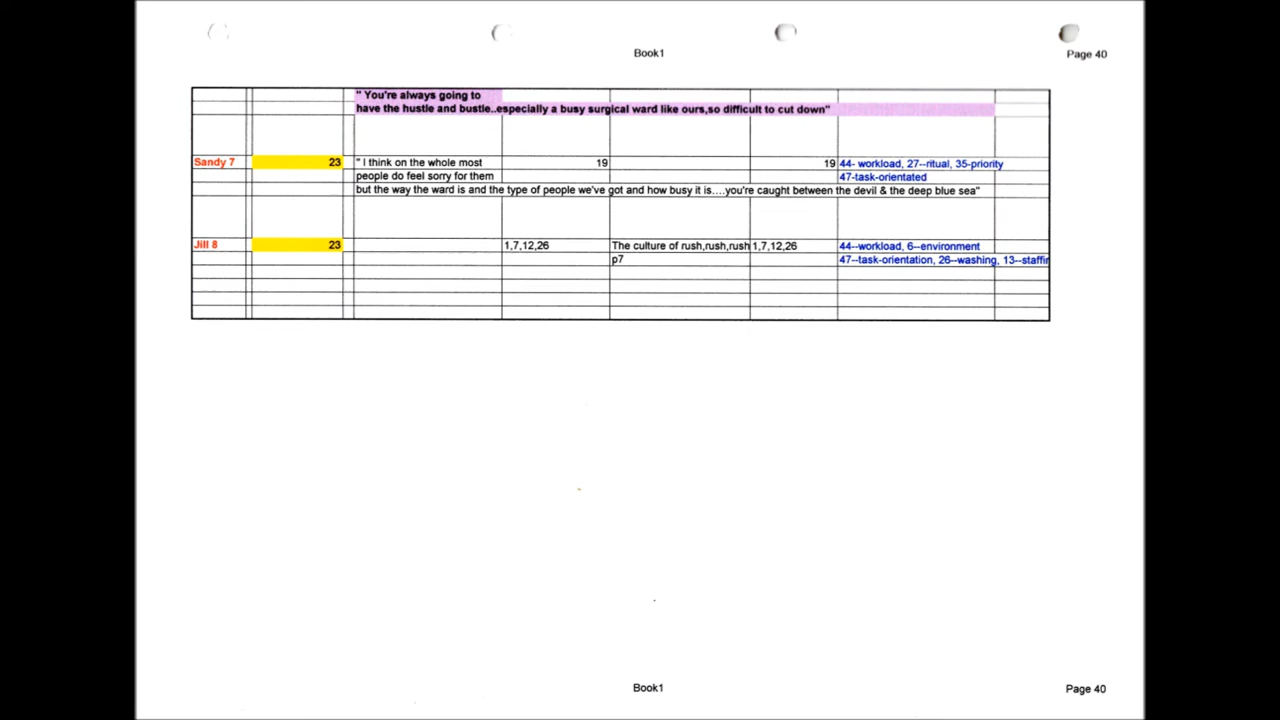 Book1
Page 40
" You're always going to
have the hustle and bustle..especially a busy surgical ward like ours,so difficult to cut down"
Sandy 7 23 " I think on the whole most 19 19 44- workload, 27--ritual, 35-priority
people do feel sorry for them 47-task-orientated
but the way the ward is and the type of people we've got and how busy it is....you're caught between the devil & the deep blue sea"
Jill 8 23 1,7,12,26 The culture of rush,rush,rush 1,7,12,26 44--workload, 6--environment
p7 47--task-orientation, 26--washing, 13--staffin
Book1
Page 40